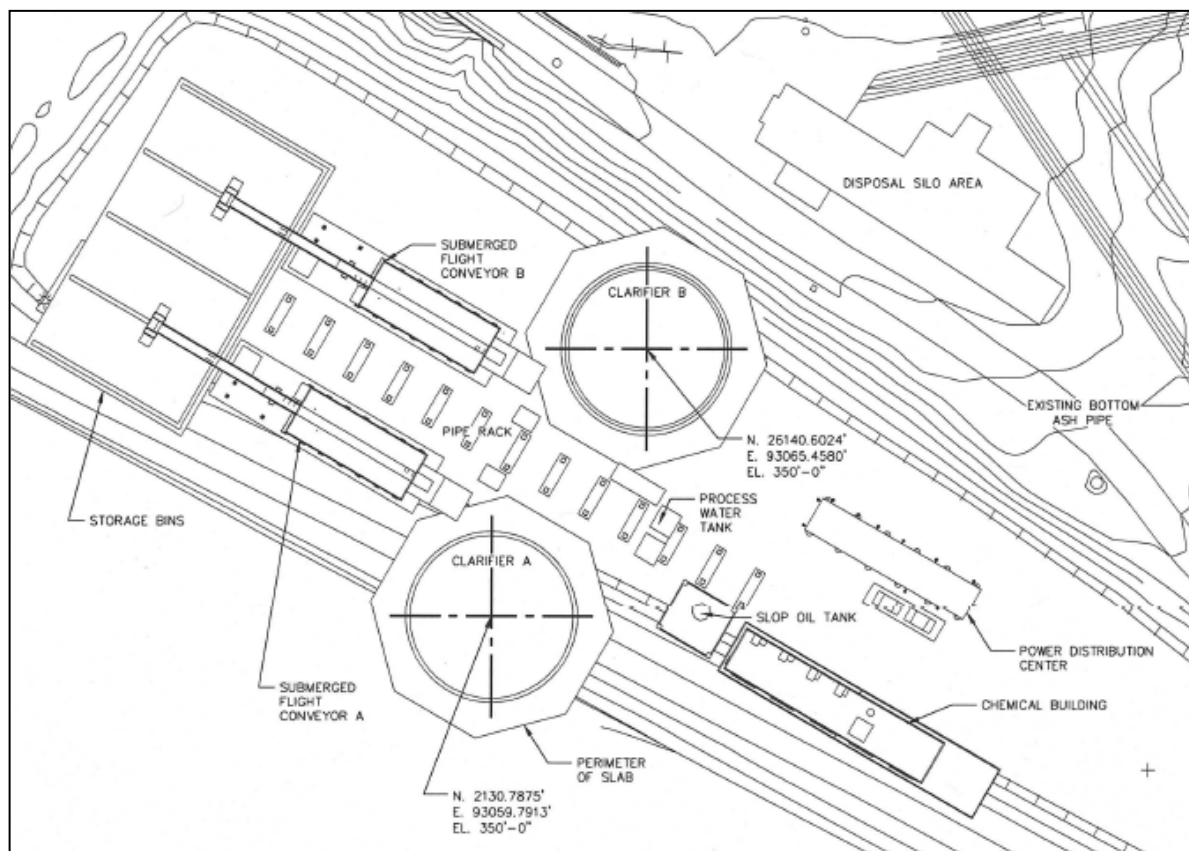 DISPOSAL SILO AREA
SUBMERGED
FLIGHT
CONVEYOR B
CLARIFIER B
EXISTING BOTTOM
ASH PIPE
PIPE RACK
N. 26140.6024'
E. 93065.4580'
EL. 350'-0"
STORAGE BINS
PROCESS
WATER
TANK
CLARIFIER A
SLOP OIL TANK
POWER DISTRIBUTION
CENTER
SUBMERGED
FLIGHT
CONVEYOR A
CHEMICAL BUILDING
PERIMETER
OF SLAB
N. 2130.7875'
E. 93059.7913'
EL. 350'-0"